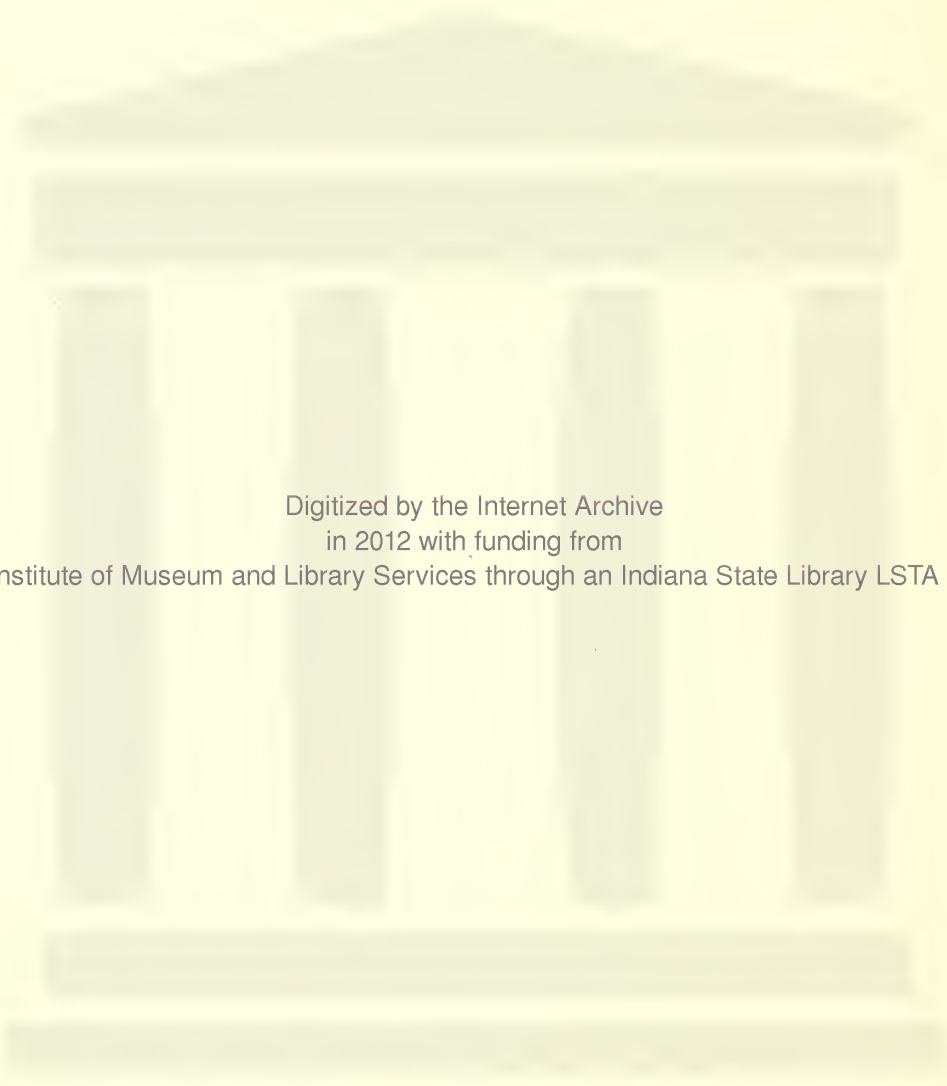 Digitized by the Internet Archive
in 2012 with funding from
nstitute of Museum and Library Services through an Indiana State Library LSTA